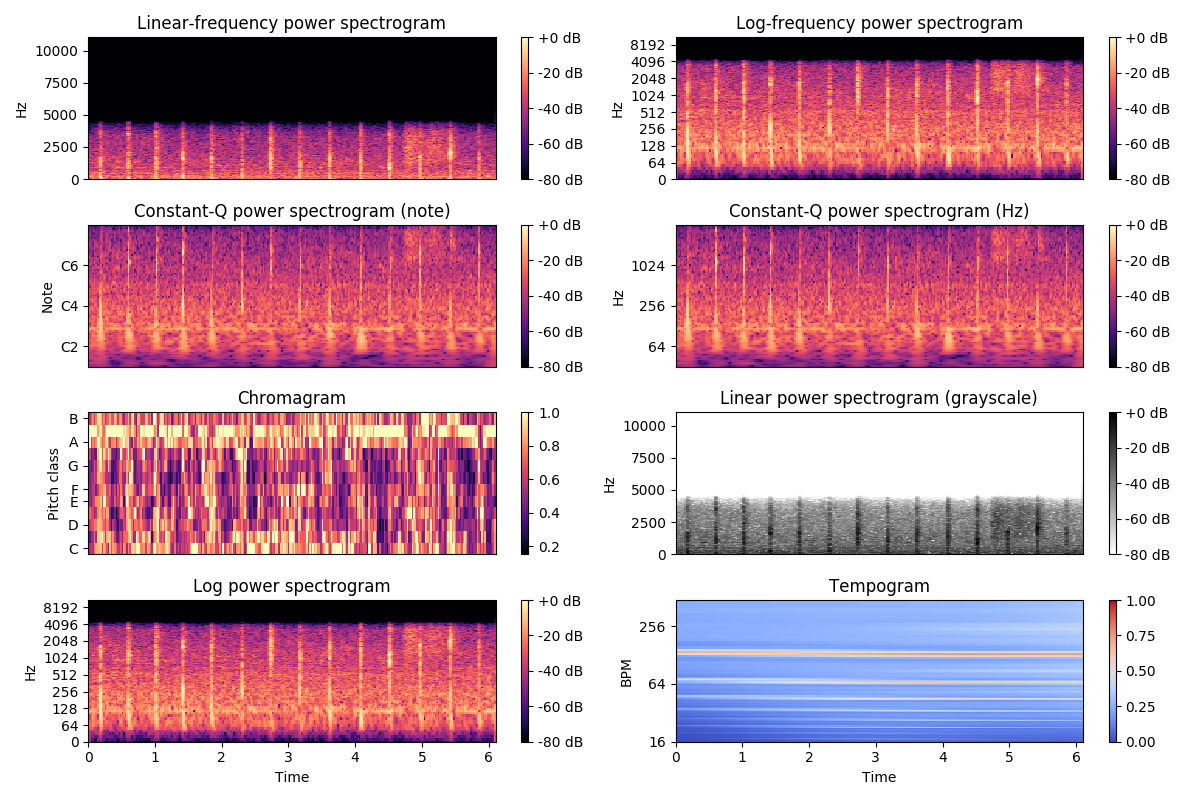 Linear-frequency power spectrogram
Hz
10000
7500
5000
2500
0
+0 dB
-20 dB
-40 dB
-60 dB
-80 dB
Log-frequency power spectrogram
Hz
8192
4096
2048
1024
512
256
128
64
0
+0 dB
-20 dB
-40 dB
-60 dB
-80 dB
Constant-Q power spectrogram (note)
Note
C6
C4
C2
+0 dB
-20 dB
-40 dB
-60 dB
-80 dB
Constant-Q power spectrogram (Hz)
Hz
1024
256
64
+0 dB
-20 dB
-40 dB
-60 dB
-80 dB
Chromagram
Pitch class
B
A
G
F
E
D
C
1.0
0.8
0.6
0.4
0.2
Linear power spectrogram (grayscale)
Hz
10000
7500
5000
2500
0
+0 dB
-20 dB
-40 dB
-60 dB
-80 dB
Log power spectrogram
Hz
8192
4096
2048
1024
512
256
128
64
0
0 1 2 3 4 5 6
Time
+0 dB
-20 dB
-40 dB
-60 dB
-80 dB
Tempogram
BPM
256
64
16
0 1 2 3 4 5 6
Time
1.00
0.75
0.50
0.25
0.00